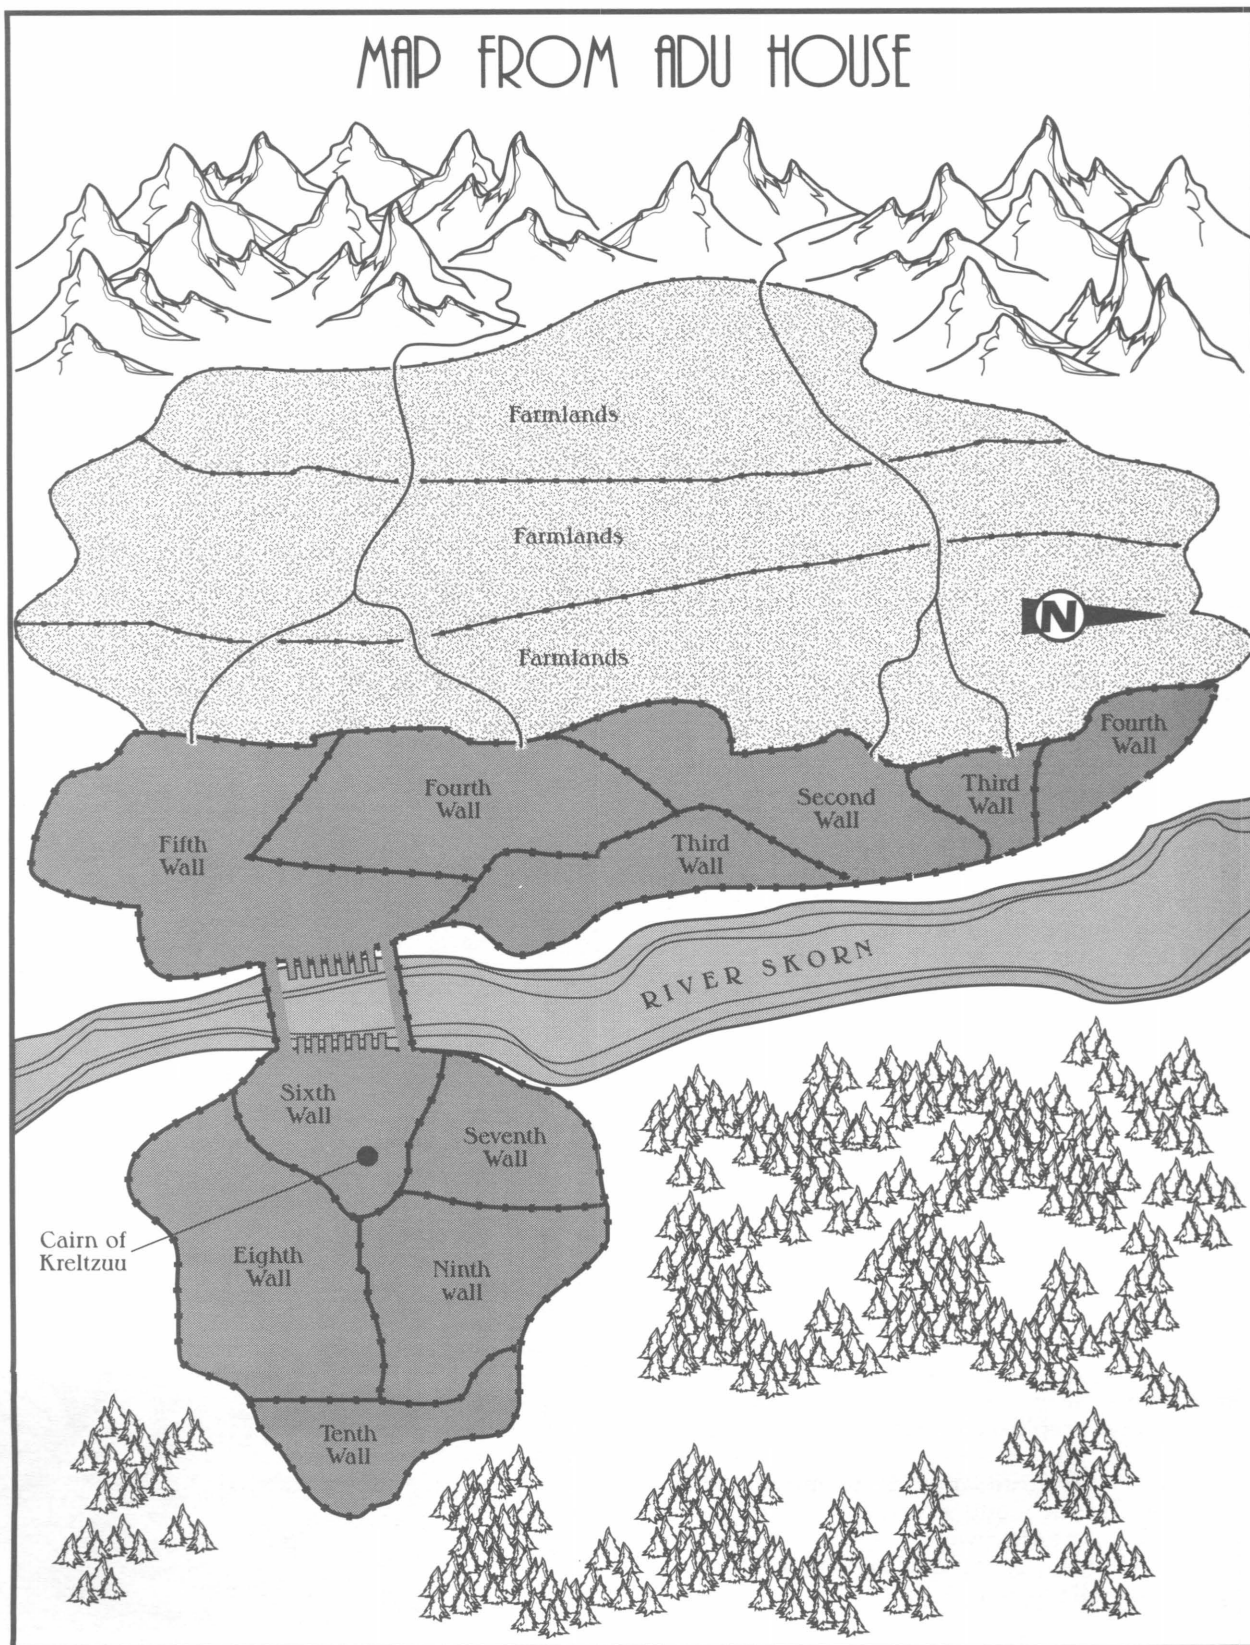 MAP FROM ADU HOUSE
Farmlands
Farmlands
N
Farmlands
Fourth
Wall
Fourth
Wall
Third
Wall
Second
Wall
Fifth
Wall
Third
Wall
RIVER SKORN
Sixth
Wall
Seventh
Wall
Cairn of
Kreltzuu
Eighth
Wall
Ninth
wall
Tenth
Wall